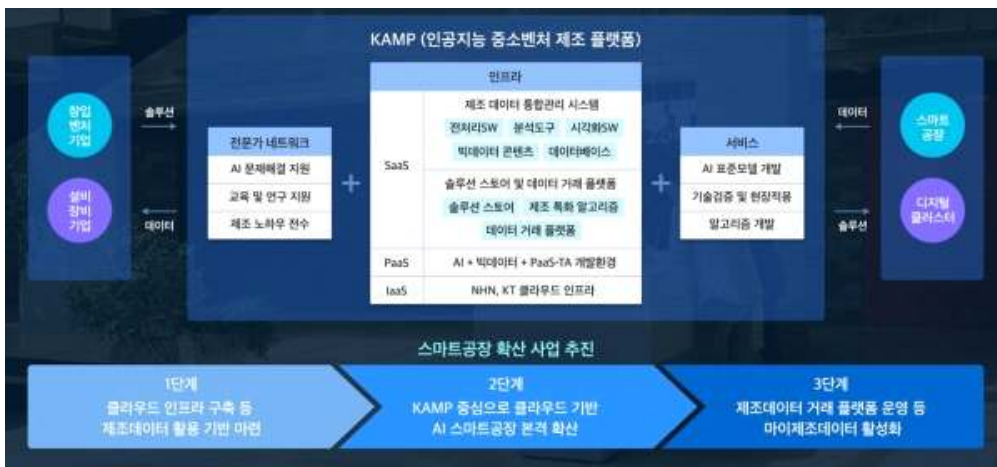 KAMP (인공지능 중소벤처 제조 플랫폼)
창업
벤처
기업
설비
장비
기업
솔루션
데이터
전문가 네트워크
AI 문제해결 지원
교육 및 연구 지원
제조 노하우 전수
+
인프라
SaaS
제조 데이터 통합관리 시스템
전처리SW 분석도구 시각화SW
빅데이터 콘텐츠 데이터베이스
솔루션 스토어 및 데이터 거래 플랫폼
솔루션 스토어 제조 특화 알고리즘
데이터 거래 플랫폼
PaaS AI + 빅데이터 + PaaS-TA 개발환경
IaaS NHN, KT 클라우드 인프라
+
서비스
AI 표준모델 개발
기술검증 및 현장적용
알고리즘 개발
데이터
솔루션
스마트
공장
디지털
클러스터
스마트공장 확산 사업 추진
1단계
클라우드 인프라 구축 등
제조데이터 활용 기반 마련
2단계
KAMP 중심으로 클라우드 기반
AI 스마트공장 본격 확산
3단계
제조데이터 거래 플랫폼 운영 등
마이제조데이터 활성화